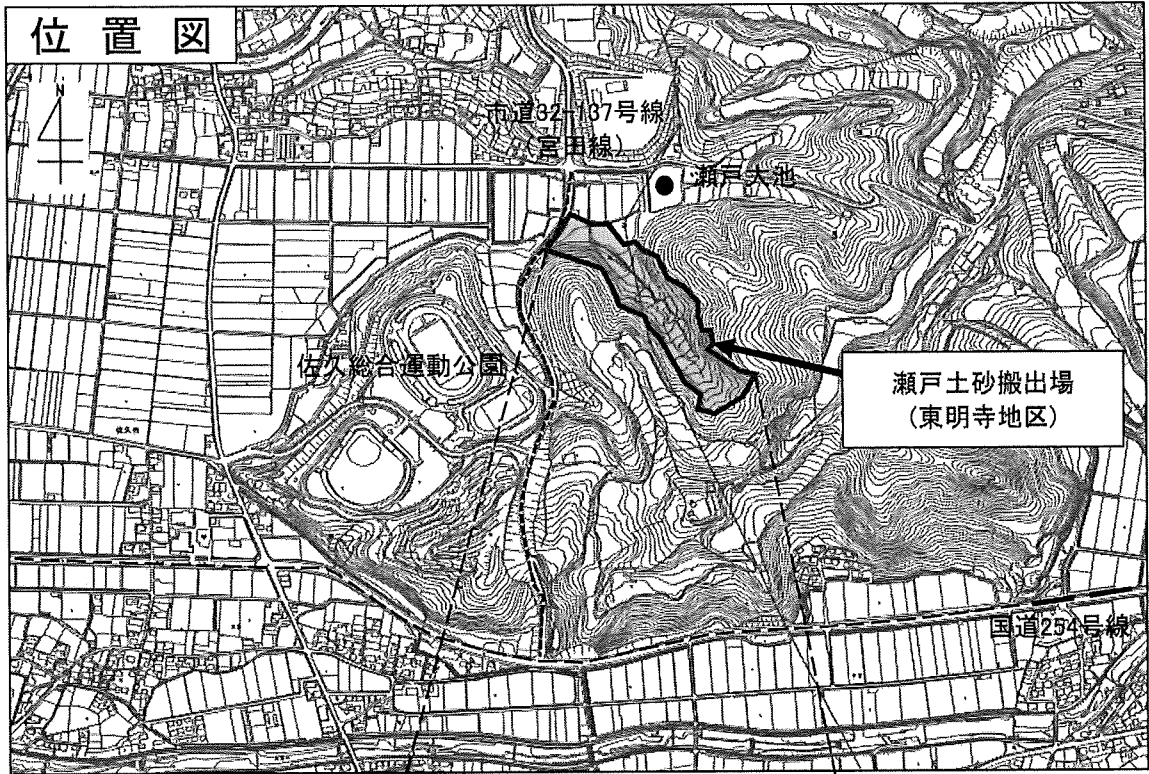 位置図
N
市道32-137号線
(宮田線)
瀬戸大池
佐久総合運動公園
瀬戸土砂搬出場
(東明寺地区)
国道254号線